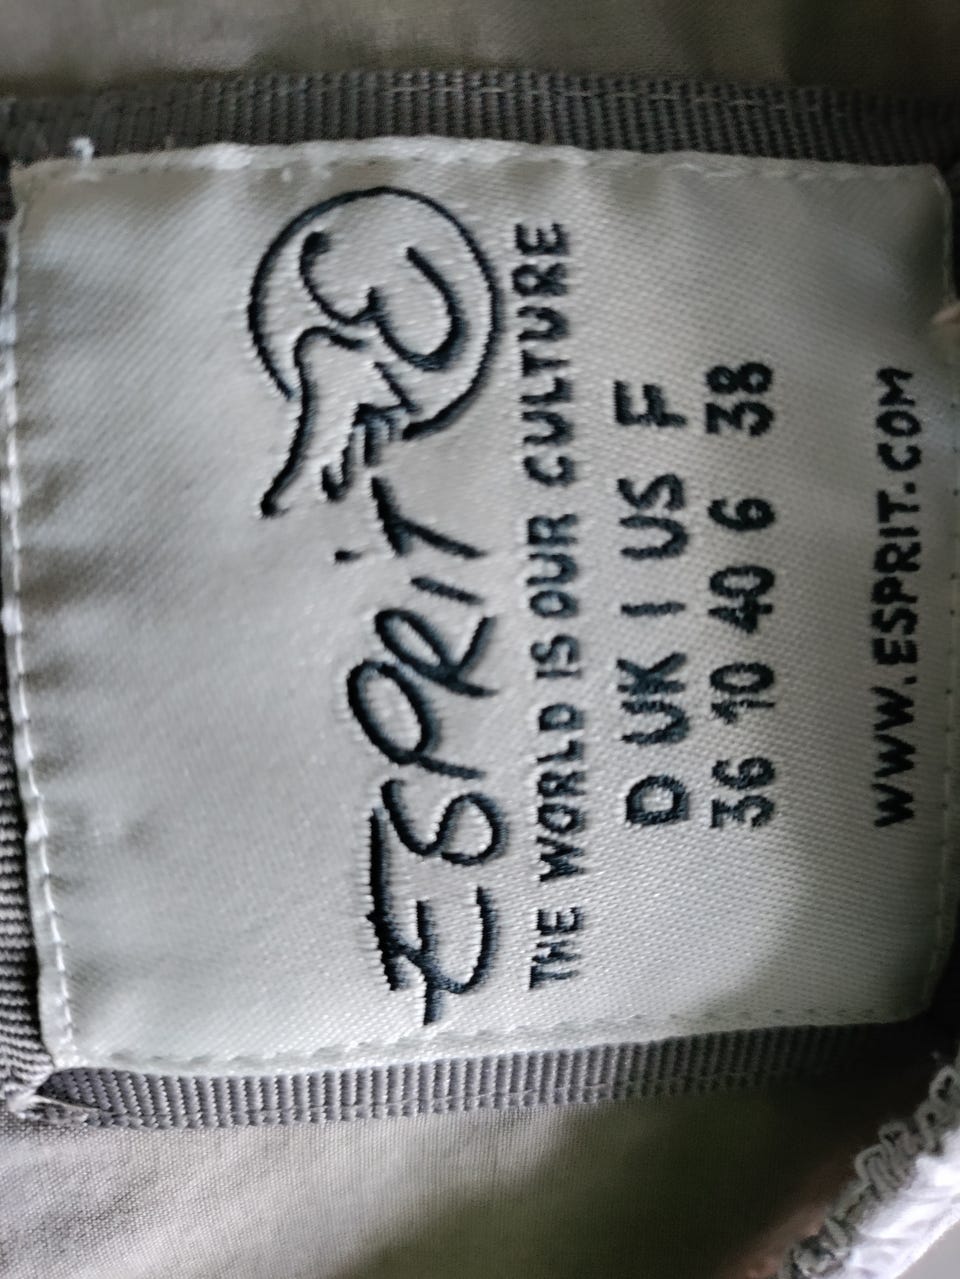 ESPRIT
THE WORLD IS OUR CULTURE
D UK I US F
36 10 40 6 38
WWW.ESPRIT.COM